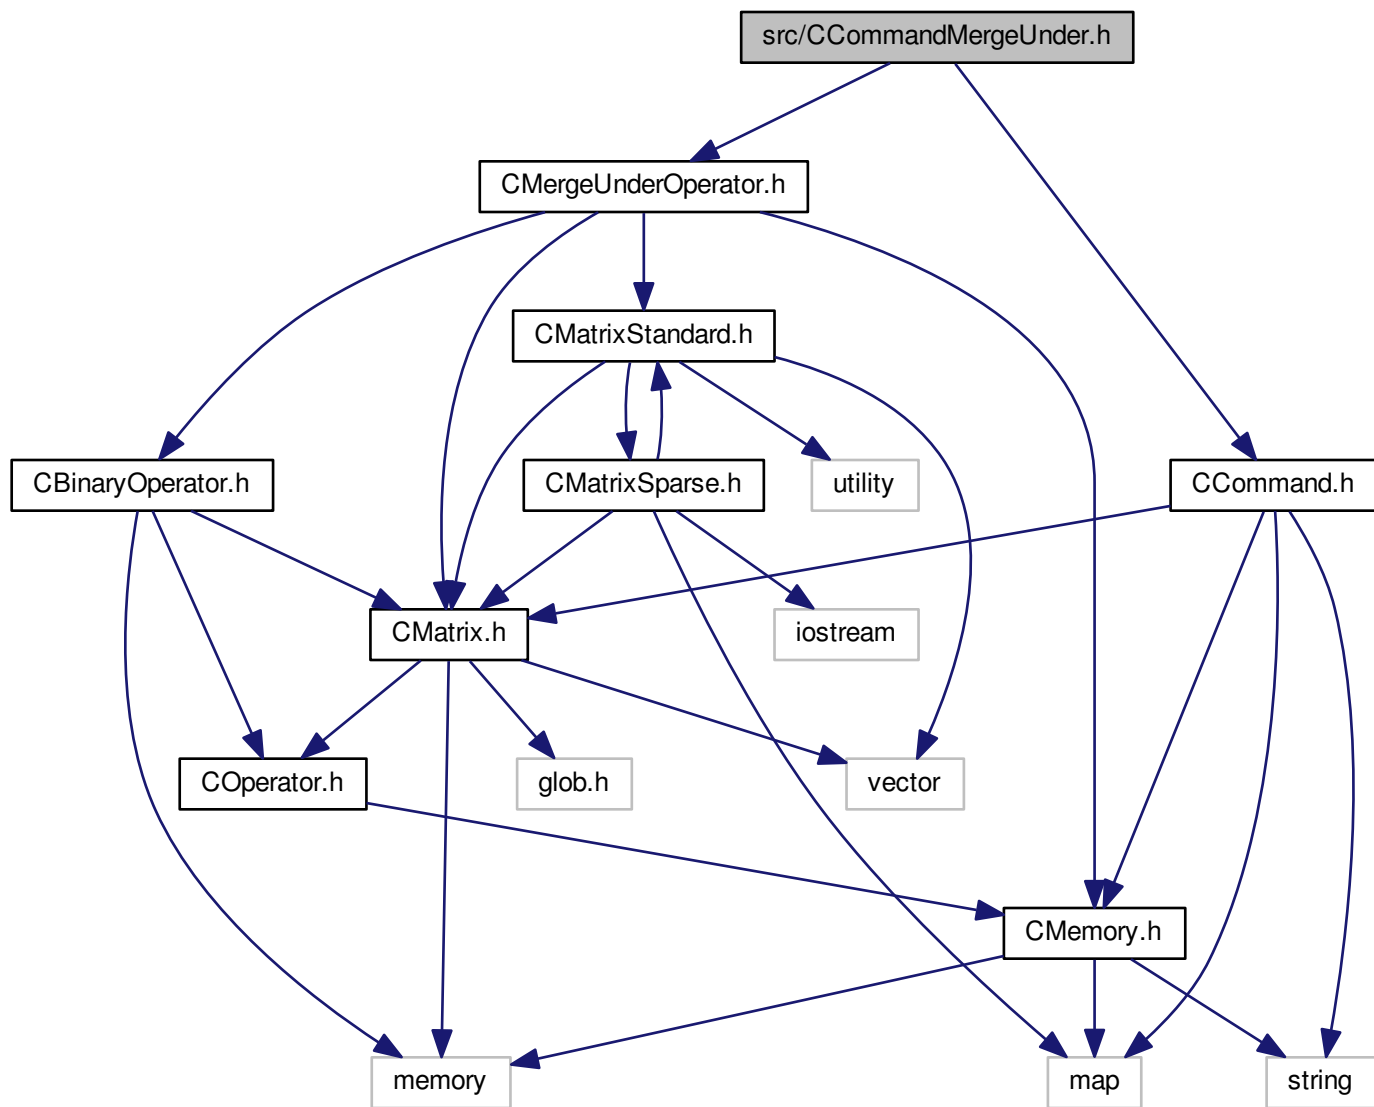 src/CCommandMergeUnder.h
CMergeUnderOperator.h
CMatrixStandard.h
CBinaryOperator.h
CMatrixSparse.h
utility
CCommand.h
CMatrix.h
iostream
COperator.h
glob.h
vector
CMemory.h
memory
map
string